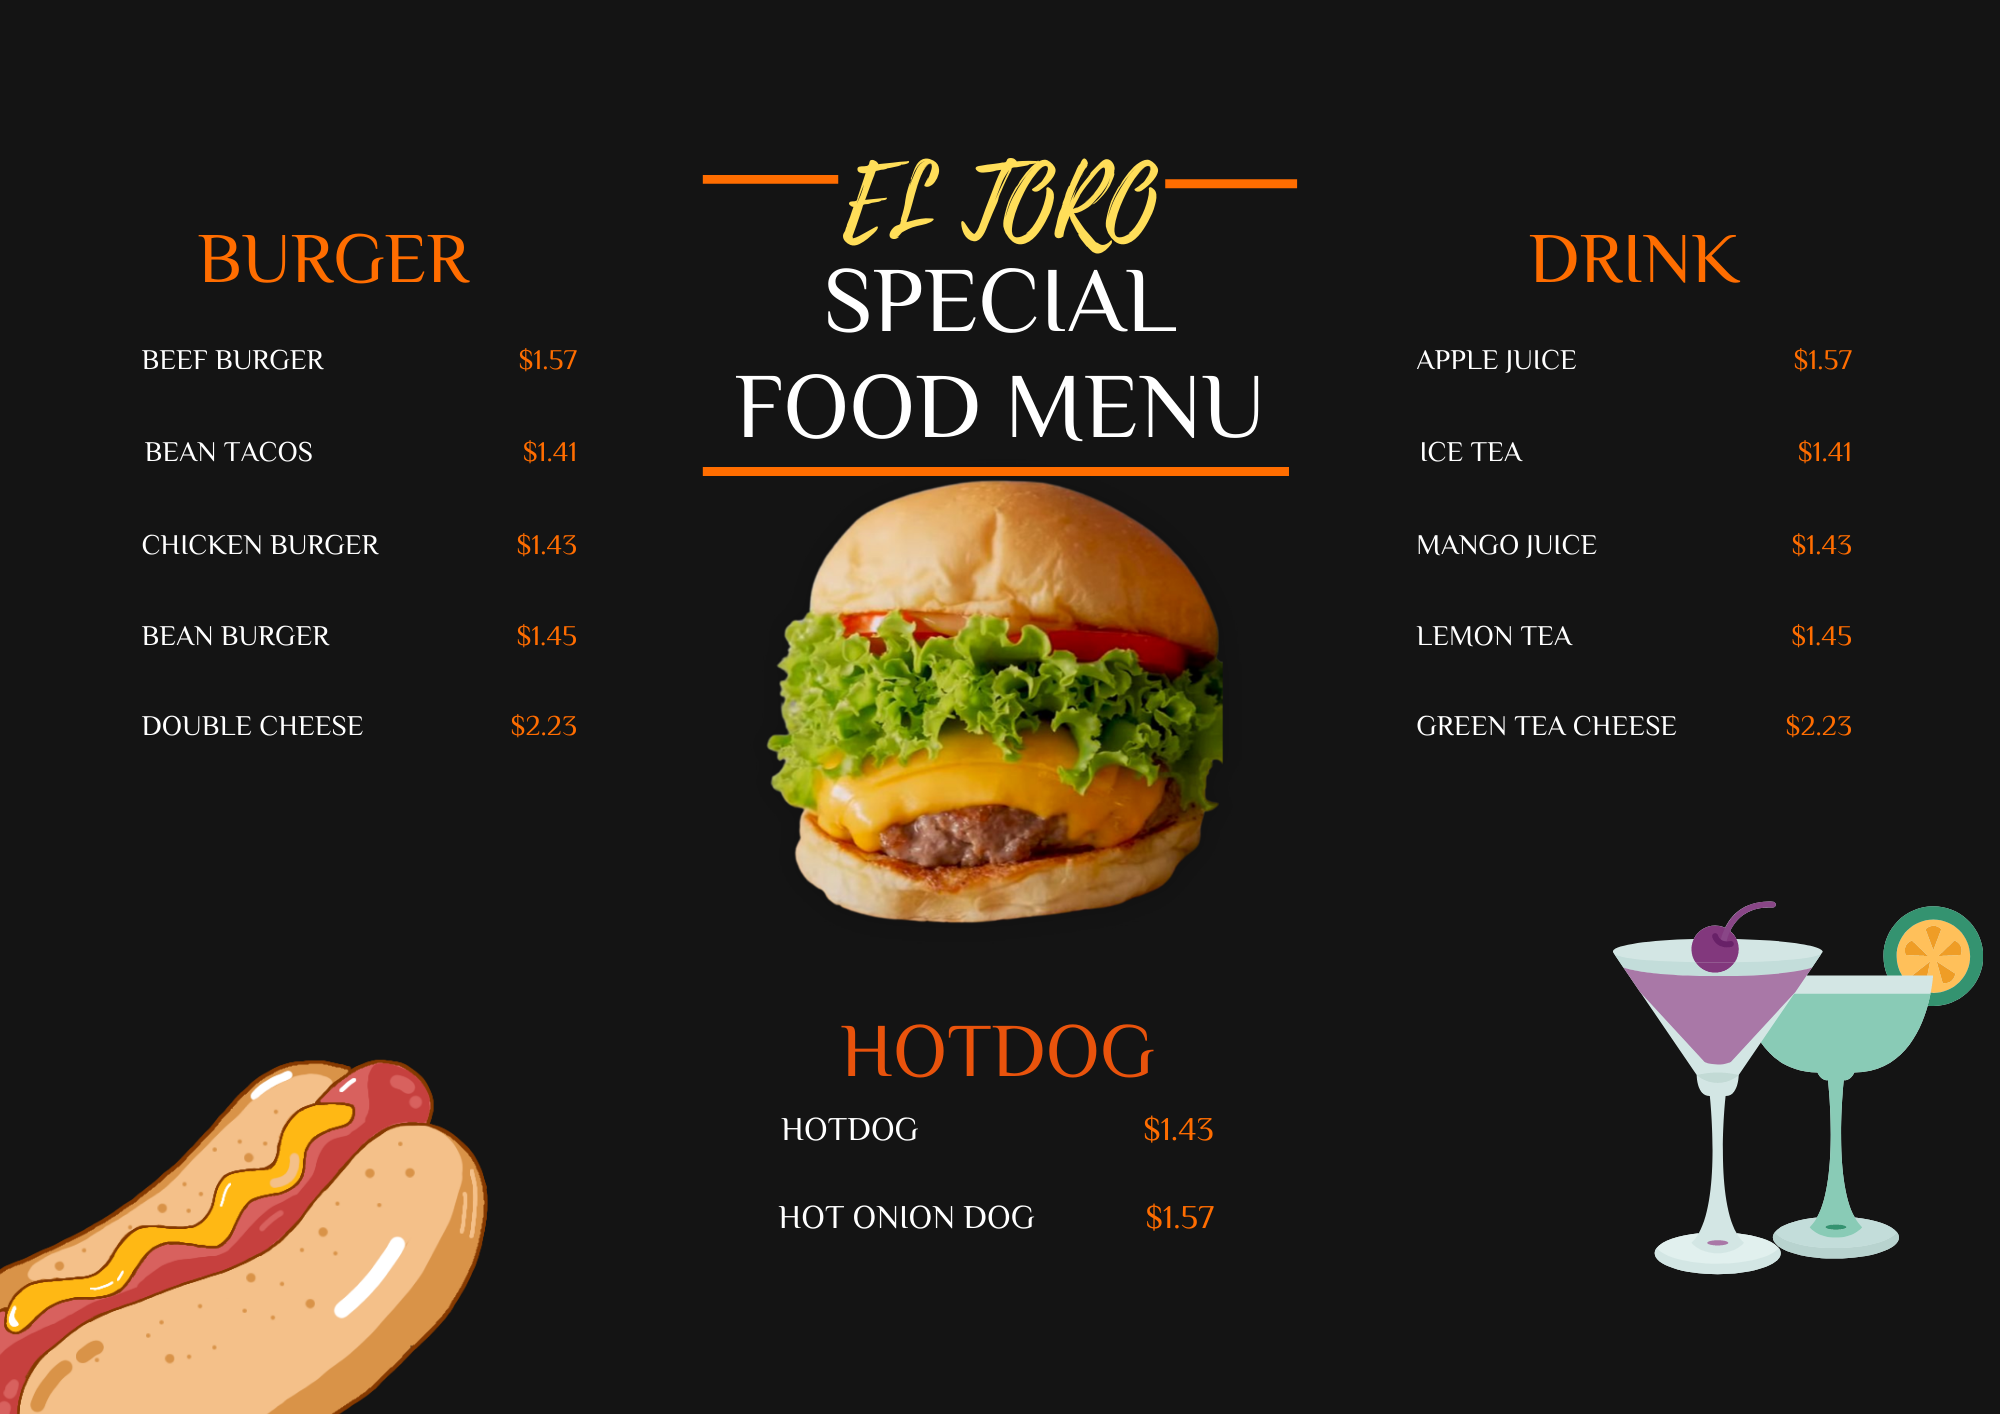 EL TORO
SPECIAL
FOOD MENU
BURGER
BEEF BURGER $1.57
BEAN TACOS $1.41
CHICKEN BURGER $1.43
BEAN BURGER $1.45
DOUBLE CHEESE $2.23
DRINK
APPLE JUICE $1.57
ICE TEA $1.41
MANGO JUICE $1.43
LEMON TEA $1.45
GREEN TEA CHEESE $2.23
HOTDOG
HOTDOG $1.43
HOT ONION DOG $1.57